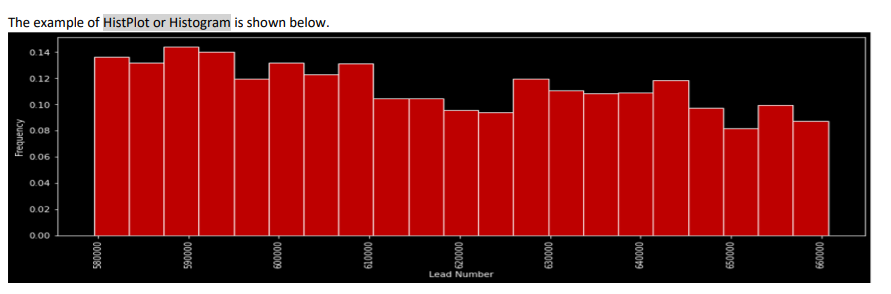 The example of HistPlot or Histogram is shown below.
0.14
0.12
0.10
0.08
0.06
0.04
0.02
0.00
Frequency
580000 590000 600000 610000 620000 630000 640000 650000 660000
Lead Number